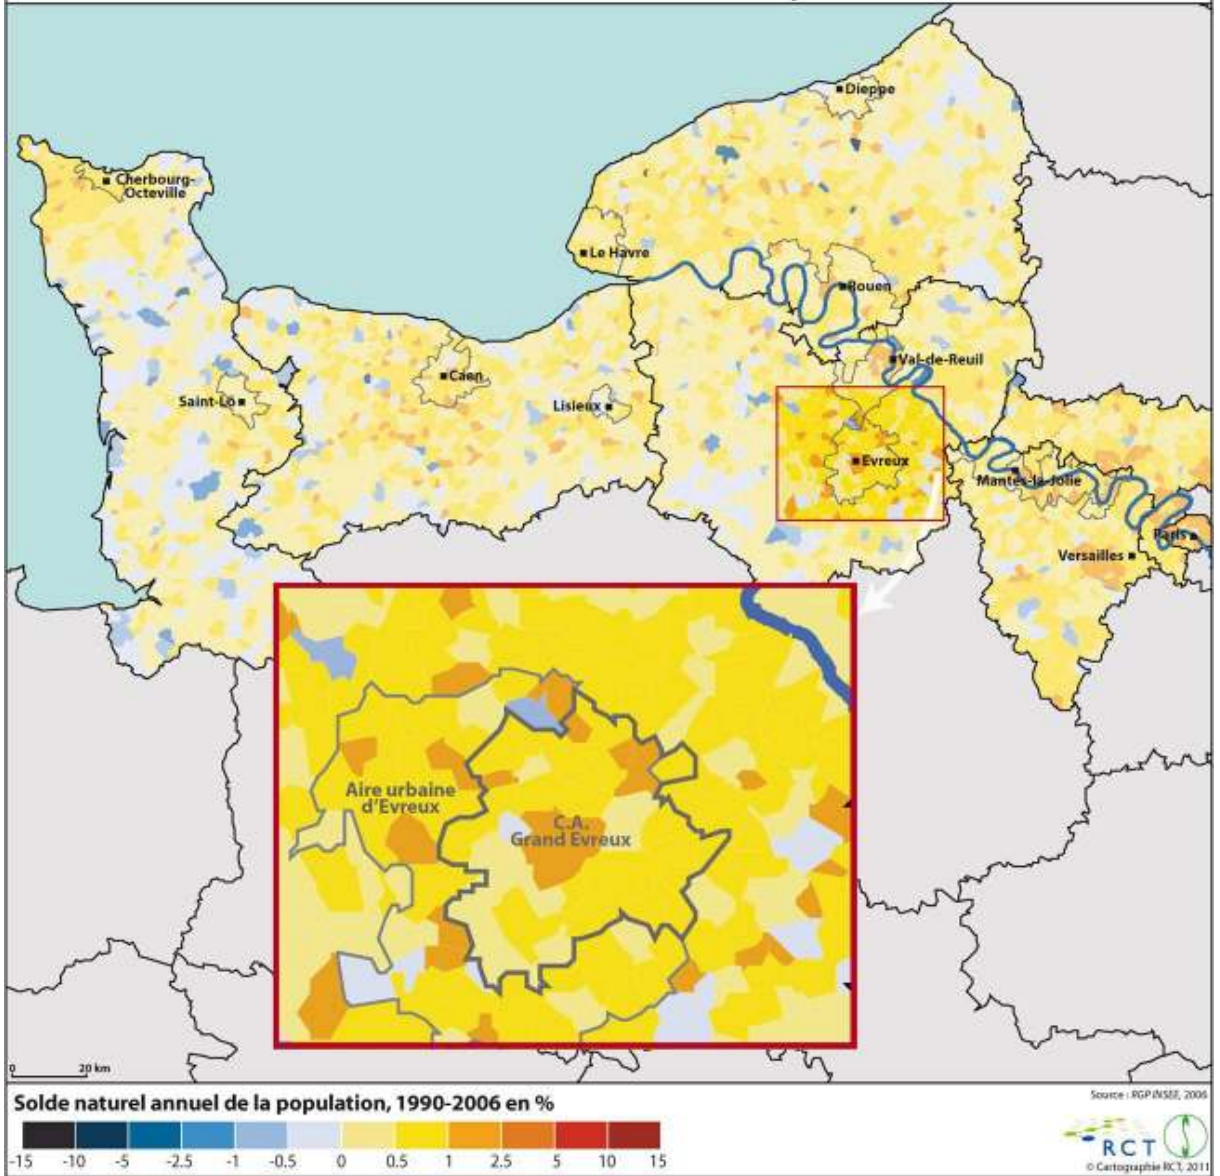 Dieppe
Cherbourg-
Octeville
Le Havre
Rouen
Val-de-Reuil
Caen
Saint-Lô
Lisieux
Evreux
Mantes-la-Jolie
Paris
Versailles
Aire urbaine
d'Evreux
C.A.
Grand Evreux
0 20 km
Solde naturel annuel de la population, 1990-2006 en %
-15 -10 -5 -2.5 -1 -0.5 0 0.5 1 2.5 5 10 15
Source : RGP INSEE, 2006
RCT
© Cartographie RCT, 2011